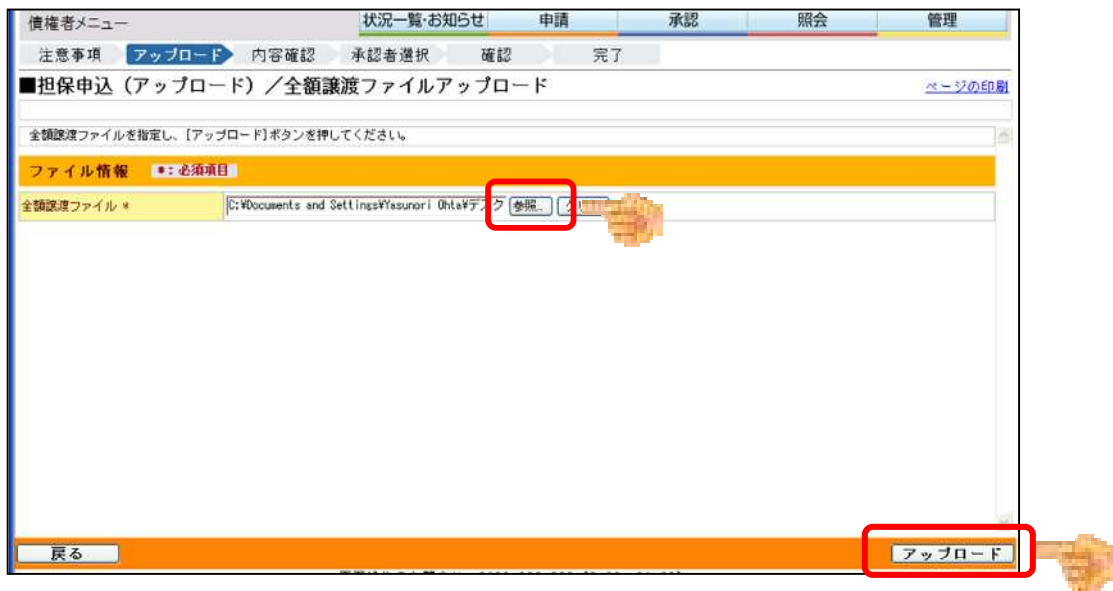 債権者メニュー 状況一覧･お知らせ 申請 承認 照会 管理
注意事項 アップロード 内容確認 承認者選択 確認 完了
■担保申込（アップロード）／全額譲渡ファイルアップロード ページの印刷
全額譲渡ファイルを指定し、[アップロード]ボタンを押してください。
ファイル情報 *：必須項目
全額譲渡ファイル * C:¥Documents and Settings¥Yasunori Ohta¥デスク 参照...
戻る アップロード